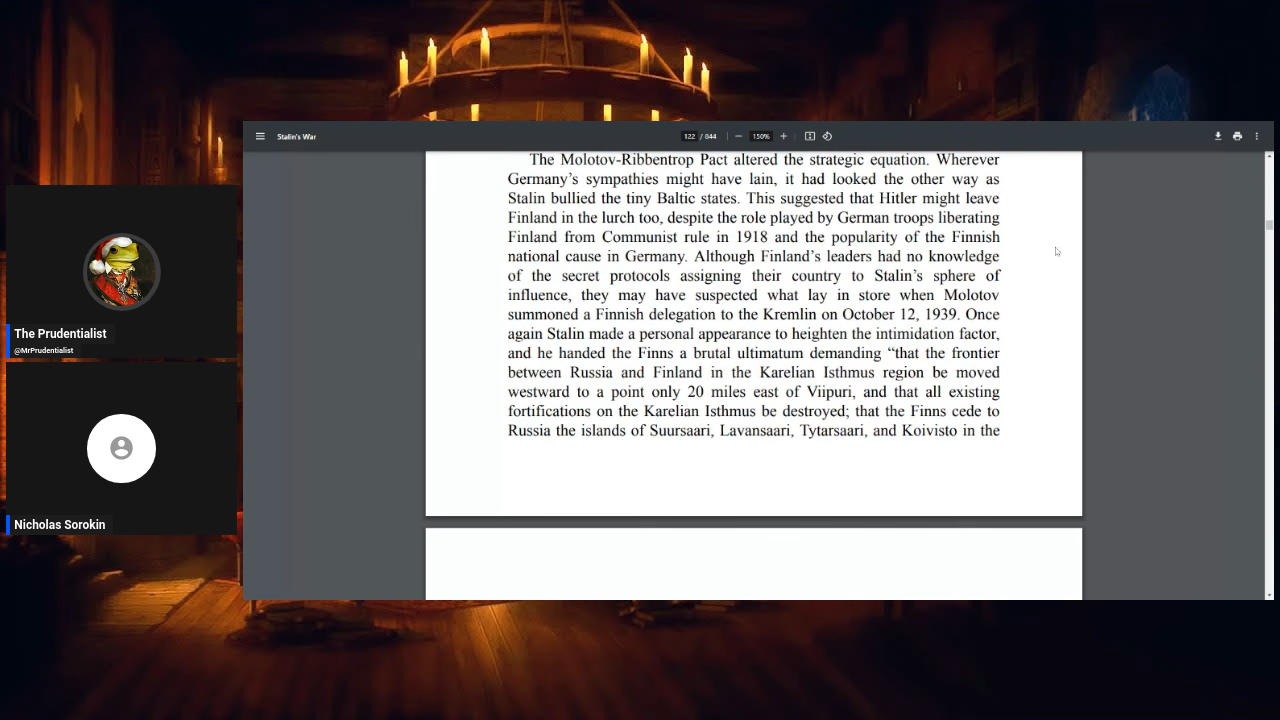 Stalin's War
122 / 844
150%
The Molotov-Ribbentrop Pact altered the strategic equation. Wherever
Germany's sympathies might have lain, it had looked the other way as
Stalin bullied the tiny Baltic states. This suggested that Hitler might leave
Finland in the lurch too, despite the role played by German troops liberating
Finland from Communist rule in 1918 and the popularity of the Finnish
national cause in Germany. Although Finland's leaders had no knowledge
of the secret protocols assigning their country to Stalin's sphere of
influence, they may have suspected what lay in store when Molotov
summoned a Finnish delegation to the Kremlin on October 12, 1939. Once
again Stalin made a personal appearance to heighten the intimidation factor,
and he handed the Finns a brutal ultimatum demanding “that the frontier
between Russia and Finland in the Karelian Isthmus region be moved
westward to a point only 20 miles east of Viipuri, and that all existing
fortifications on the Karelian Isthmus be destroyed; that the Finns cede to
Russia the islands of Suursaari, Lavansaari, Tytarsaari, and Koivisto in the
The Prudentialist
@MrPrudentialist
Nicholas Sorokin